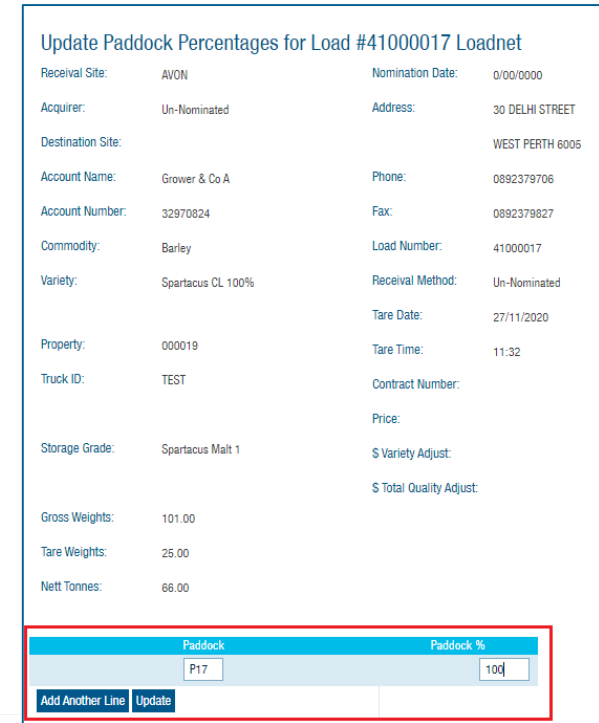 Update Paddock Percentages for Load #41000017 Loadnet
Receival Site: AVON Nomination Date: 0/00/0000
Acquirer: Un-Nominated Address: 30 DELHI STREET
Destination Site: WEST PERTH 6005
Account Name: Grower & Co A Phone: 0892379706
Account Number: 32970824 Fax: 0892379827
Commodity: Barley Load Number: 41000017
Variety: Spartacus CL 100% Receival Method: Un-Nominated
Tare Date: 27/11/2020
Property: 000019 Tare Time: 11:32
Truck ID: TEST Contract Number:
Price:
Storage Grade: Spartacus Malt 1 $ Variety Adjust:
$ Total Quality Adjust:
Gross Weights: 101.00
Tare Weights: 25.00
Nett Tonnes: 66.00
Paddock Paddock %
P17 100
Add Another Line Update